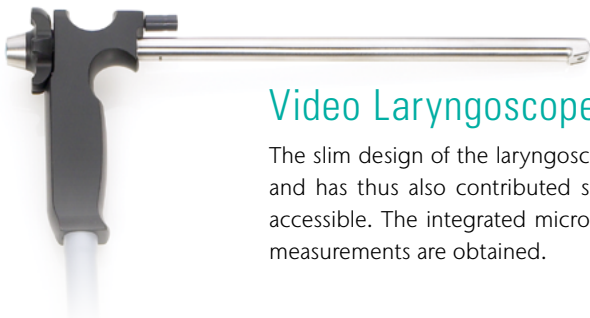 Video Laryngoscope
The slim design of the laryngosc
and has thus also contributed s
accessible. The integrated micro
measurements are obtained.